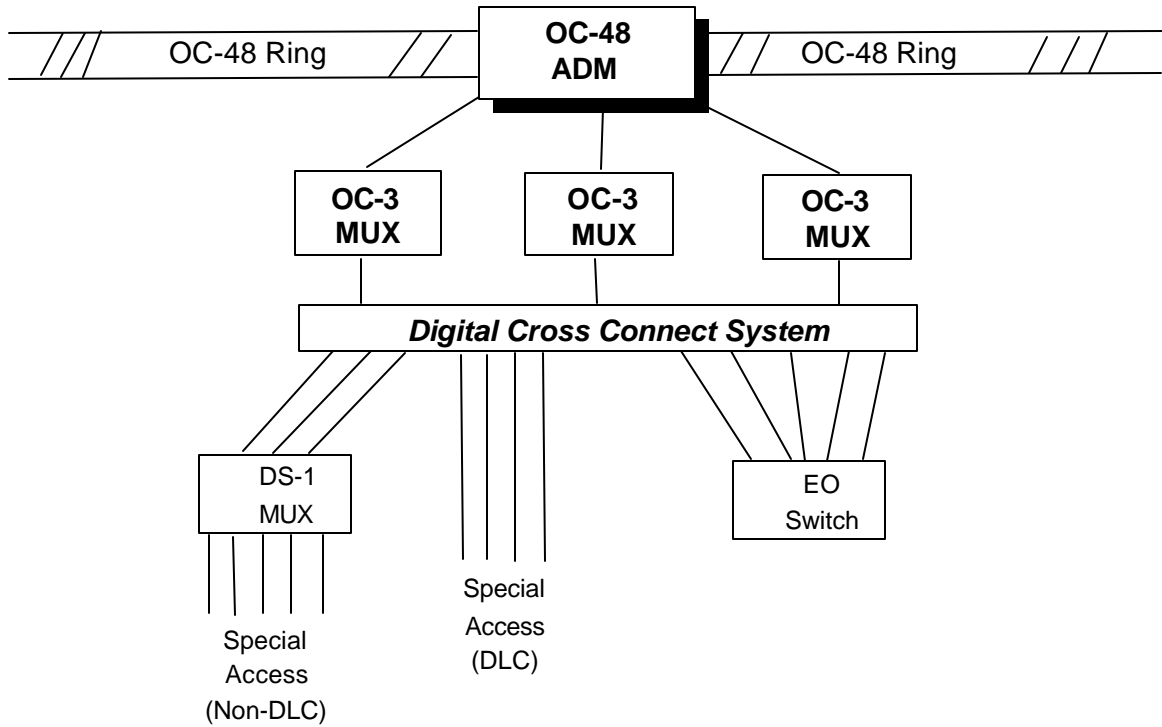 OC-48 Ring
OC-48
ADM
OC-48 Ring
OC-3
MUX
OC-3
MUX
OC-3
MUX
Digital Cross Connect System
DS-1
MUX
EO
Switch
Special
Access
(DLC)
Special
Access
(Non-DLC)